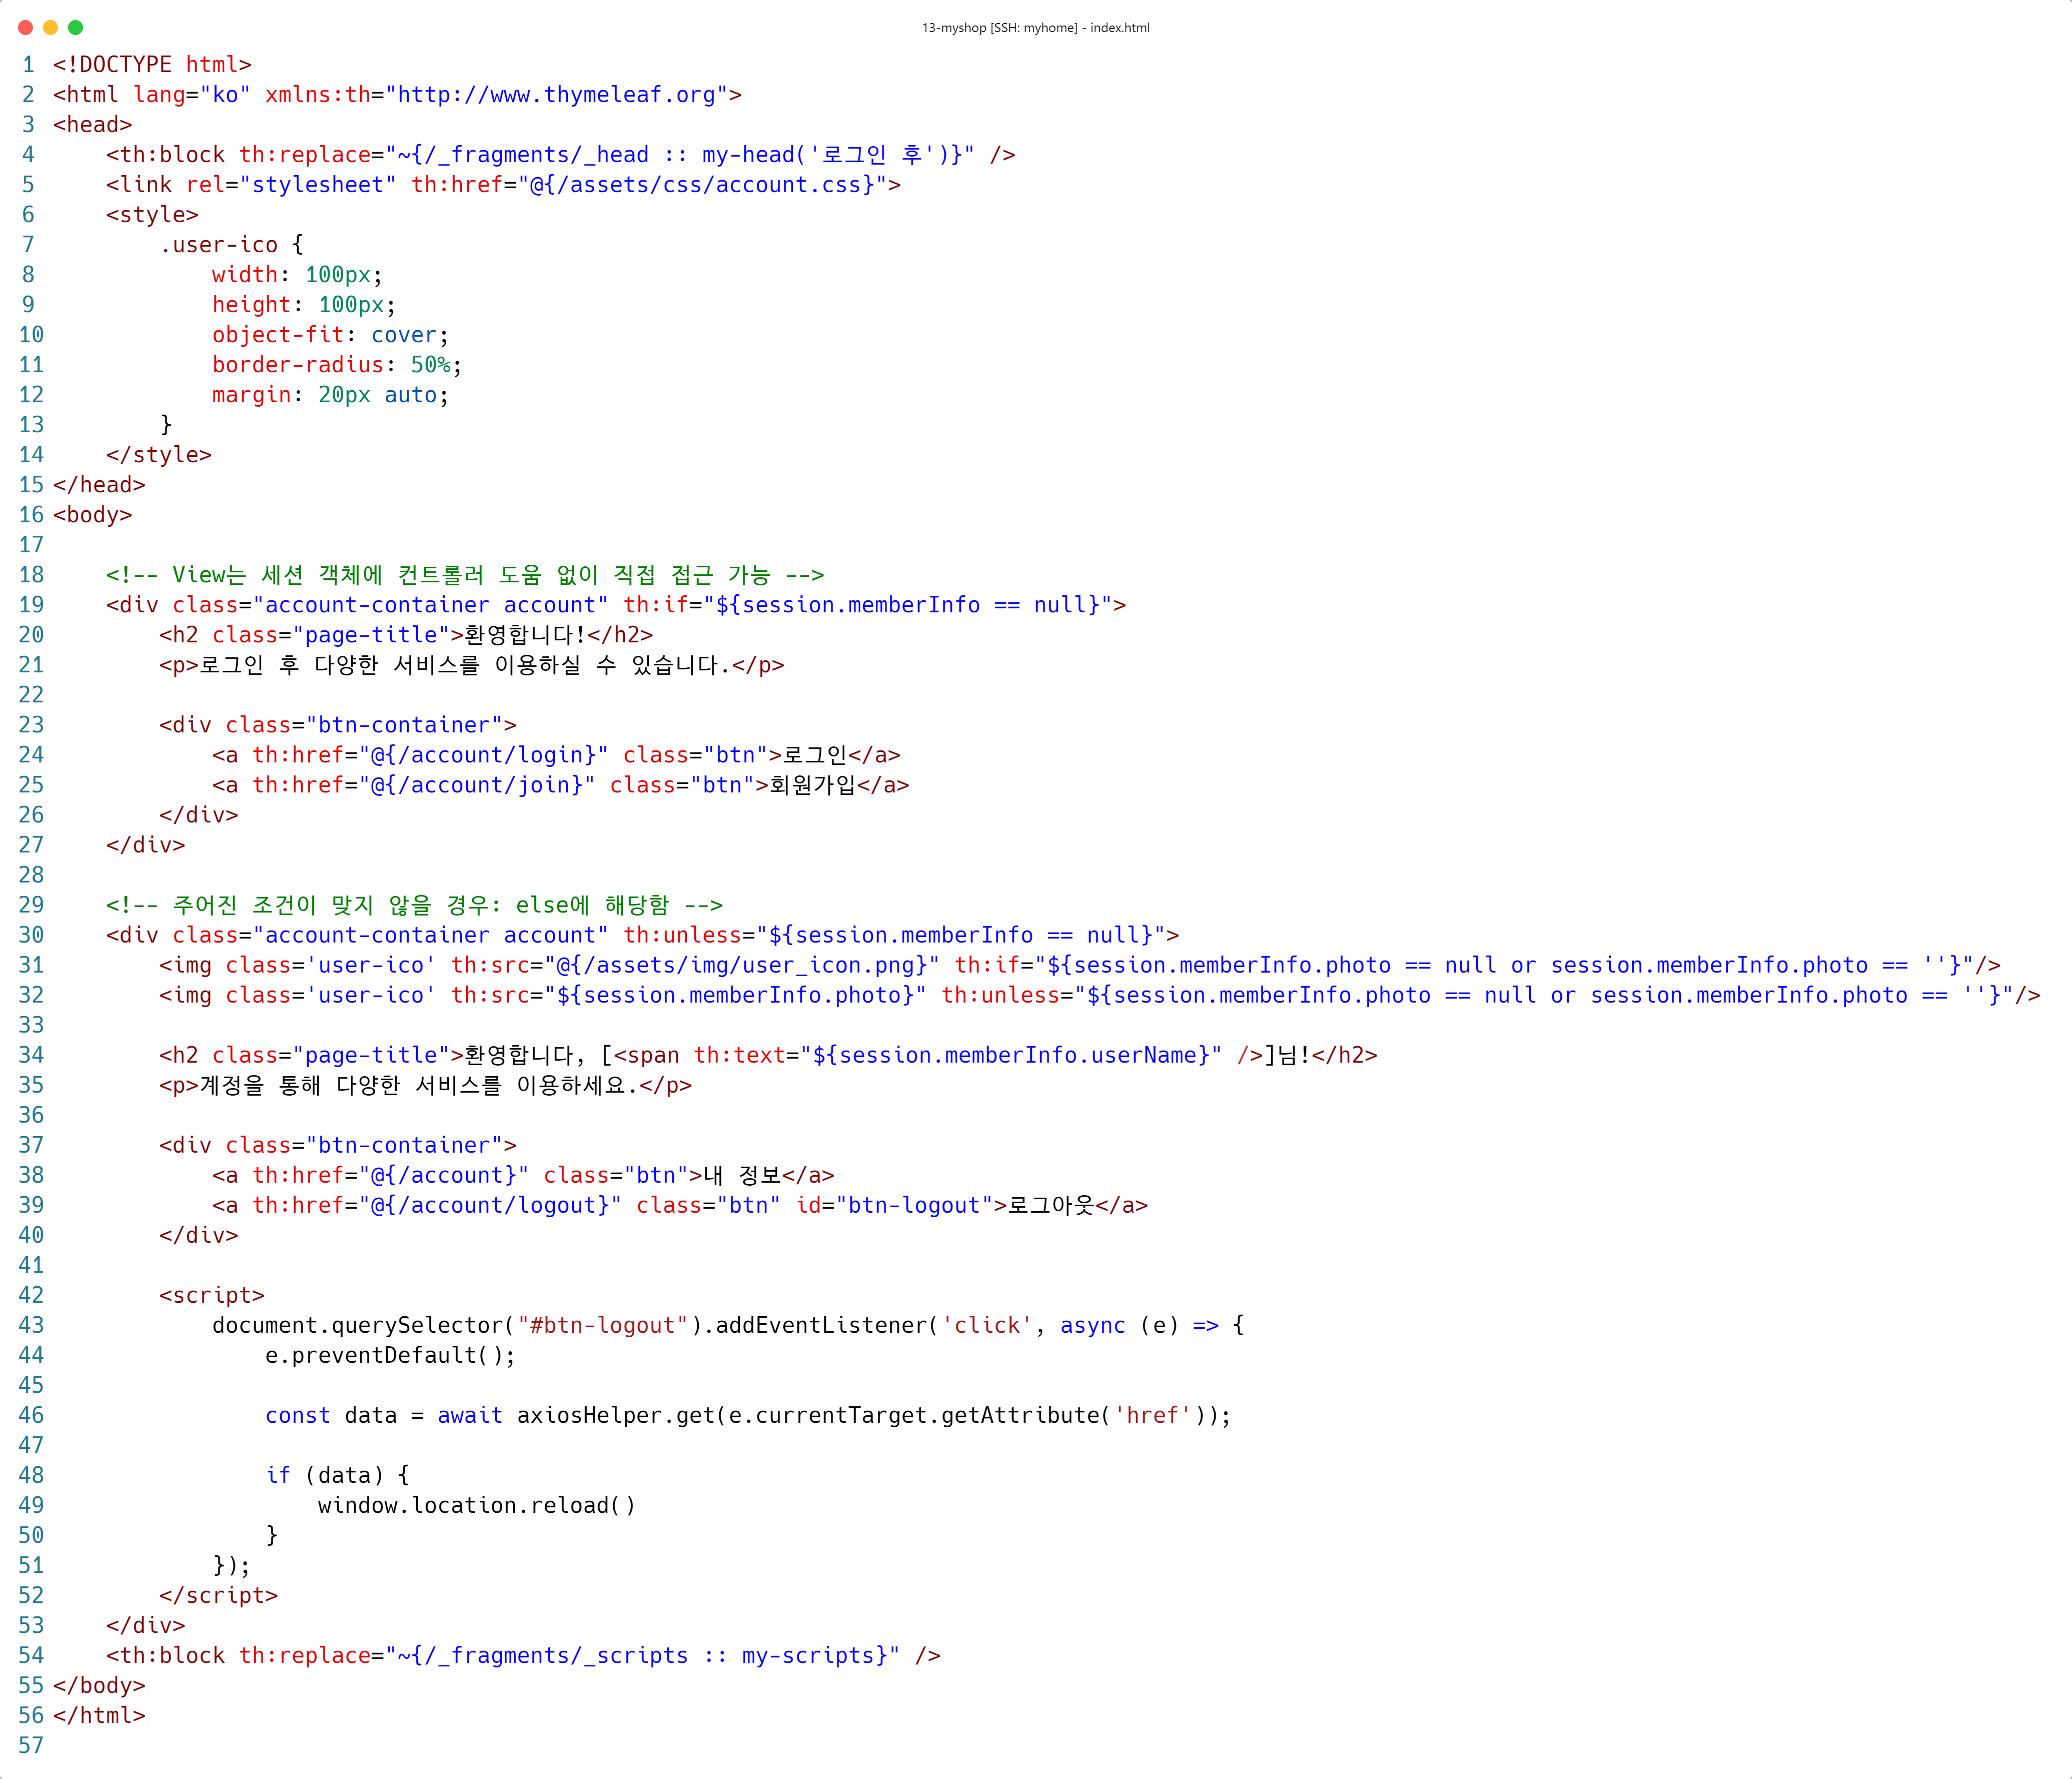 13-myshop [SSH: myhome] - index.html
1 <!DOCTYPE html>
2 <html lang="ko" xmlns:th="http://www.thymeleaf.org">
3 <head>
4     <th:block th:replace="~{/_fragments/_head :: my-head('로그인 후')}" />
5     <link rel="stylesheet" th:href="@{/assets/css/account.css}">
6     <style>
7         .user-ico {
8             width: 100px;
9             height: 100px;
10             object-fit: cover;
11             border-radius: 50%;
12             margin: 20px auto;
13         }
14     </style>
15 </head>
16 <body>
17
18     <!-- View는 세션 객체에 컨트롤러 도움 없이 직접 접근 가능 -->
19     <div class="account-container account" th:if="${session.memberInfo == null}">
20         <h2 class="page-title">환영합니다!</h2>
21         <p>로그인 후 다양한 서비스를 이용하실 수 있습니다.</p>
22
23         <div class="btn-container">
24             <a th:href="@{/account/login}" class="btn">로그인</a>
25             <a th:href="@{/account/join}" class="btn">회원가입</a>
26         </div>
27     </div>
28
29     <!-- 주어진 조건이 맞지 않을 경우: else에 해당함 -->
30     <div class="account-container account" th:unless="${session.memberInfo == null}">
31         <img class='user-ico' th:src="@{/assets/img/user_icon.png}" th:if="${session.memberInfo.photo == null or session.memberInfo.photo == ''}"/>
32         <img class='user-ico' th:src="${session.memberInfo.photo}" th:unless="${session.memberInfo.photo == null or session.memberInfo.photo == ''}"/>
33
34         <h2 class="page-title">환영합니다, [<span th:text="${session.memberInfo.userName}" />]님!</h2>
35         <p>계정을 통해 다양한 서비스를 이용하세요.</p>
36
37         <div class="btn-container">
38             <a th:href="@{/account}" class="btn">내 정보</a>
39             <a th:href="@{/account/logout}" class="btn" id="btn-logout">로그아웃</a>
40         </div>
41
42         <script>
43             document.querySelector("#btn-logout").addEventListener('click', async (e) => {
44                 e.preventDefault();
45
46                 const data = await axiosHelper.get(e.currentTarget.getAttribute('href'));
47
48                 if (data) {
49                     window.location.reload()
50                 }
51             });
52         </script>
53     </div>
54     <th:block th:replace="~{/_fragments/_scripts :: my-scripts}" />
55 </body>
56 </html>
57